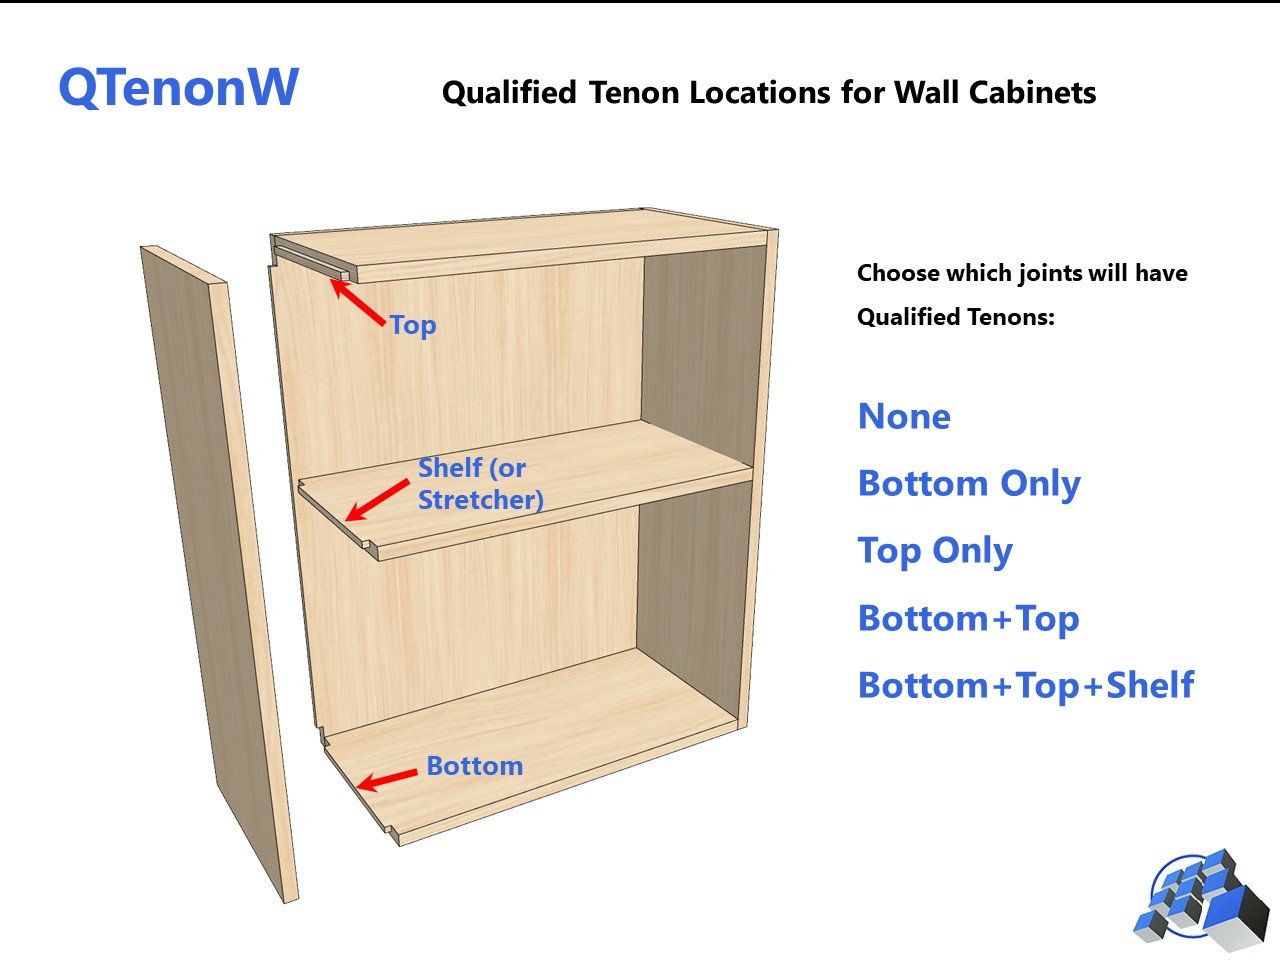 QTenonW
Qualified Tenon Locations for Wall Cabinets
Top
Shelf (or
Stretcher)
Bottom
Choose which joints will have
Qualified Tenons:
None
Bottom Only
Top Only
Bottom+Top
Bottom+Top+Shelf